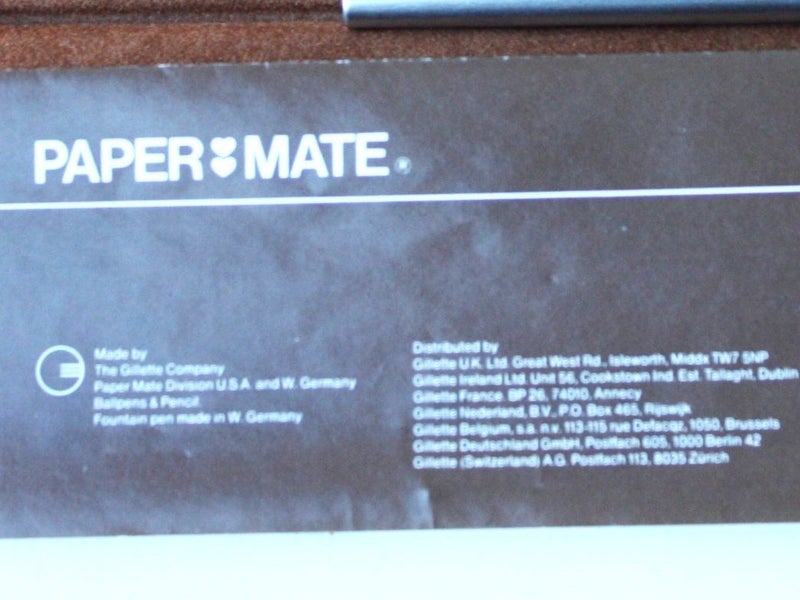 PAPER MATE
Made by
The Gillette Company
Paper Mate Division U.S.A. and W. Germany
Ballpens & Pencil.
Fountain pen made in W. Germany
Distributed by
Gillette U.K. Ltd. Great West Rd., Isleworth, Middx TW7 5NP
Gillette Ireland Ltd. Unit 56, Cookstown Ind. Est. Tallaght, Dublin
Gillette France. BP 26, 74010, Annecy
Gillette Nederland, B.V., P.O. Box 465, Rijswijk
Gillette Belgium, s.a. n.v. 113-115 rue Defacqz, 1050, Brussels
Gillette Deutschland GmbH, Postfach 605, 1000 Berlin 42
Gillette (Switzerland) A.G. Postfach 113, 8035 Zürich